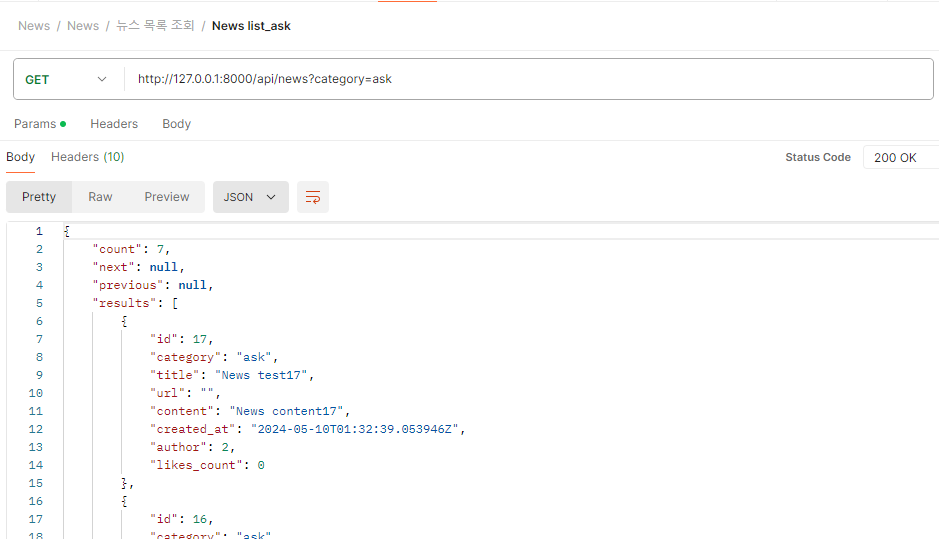 News / News / 뉴스 목록 조회 / News list_ask
GET http://127.0.0.1:8000/api/news?category=ask
Params Headers Body
Body Headers (10) Status Code 200 OK
Pretty Raw Preview JSON
1 {
2 "count": 7,
3 "next": null,
4 "previous": null,
5 "results": [
6 {
7 "id": 17,
8 "category": "ask",
9 "title": "News test17",
10 "url": "",
11 "content": "News content17",
12 "created_at": "2024-05-10T01:32:39.053946Z",
13 "author": 2,
14 "likes_count": 0
15 },
16 {
17 "id": 16,
18 "category": "ask"